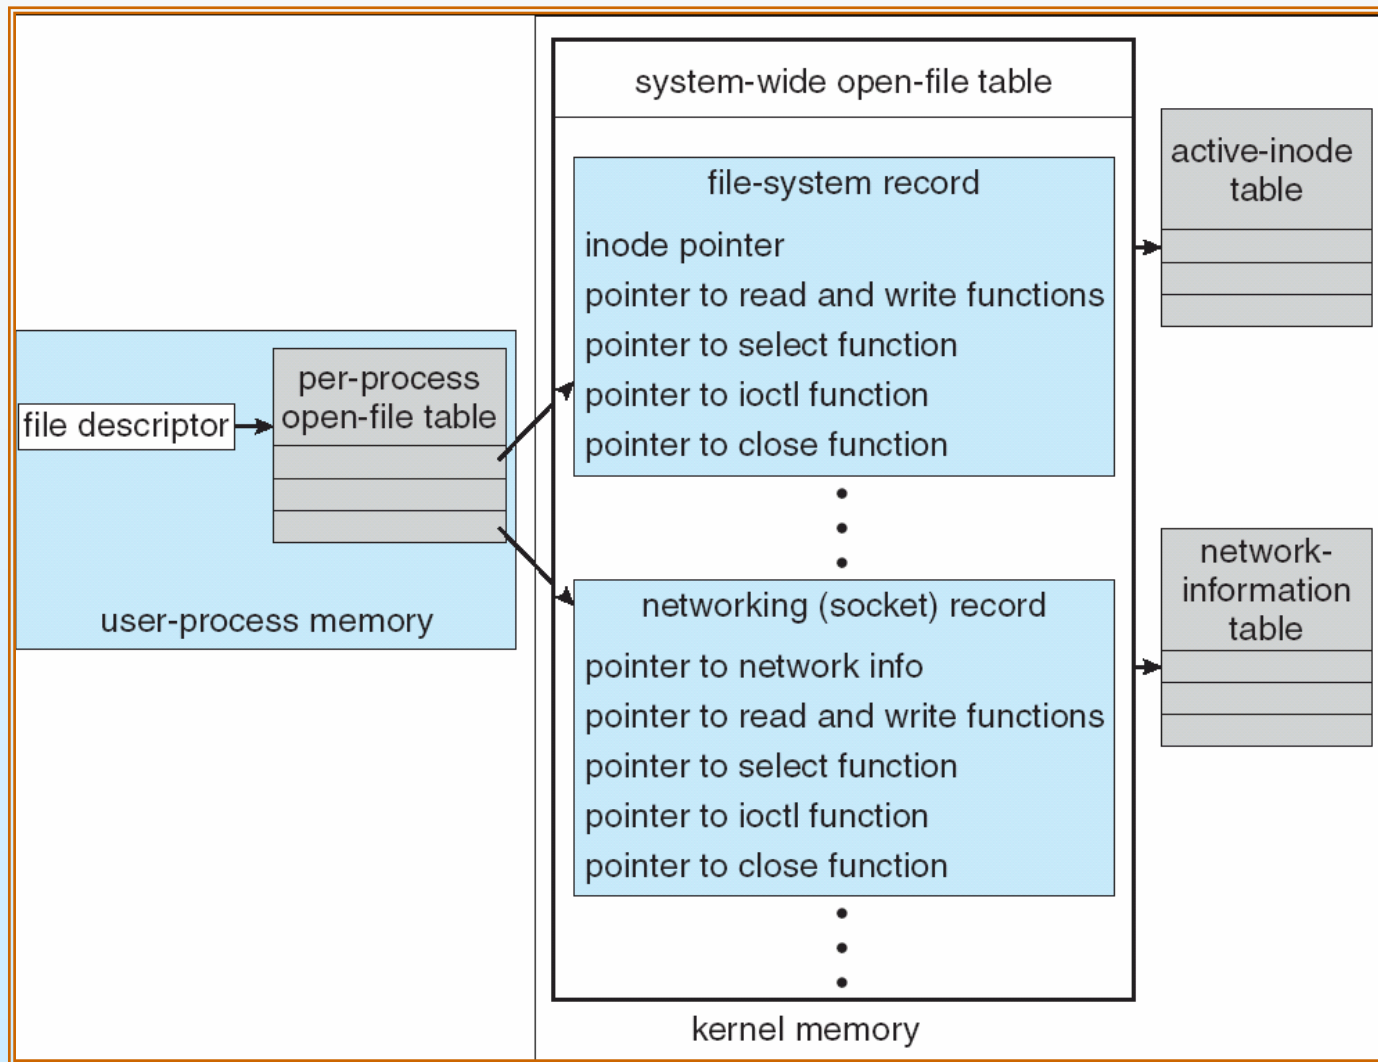 system-wide open-file table
file-system record
inode pointer
pointer to read and write functions
pointer to select function
pointer to ioctl function
pointer to close function
active-inode
table
per-process
open-file table
file descriptor
user-process memory
networking (socket) record
pointer to network info
pointer to read and write functions
pointer to select function
pointer to ioctl function
pointer to close function
network-
information
table
kernel memory